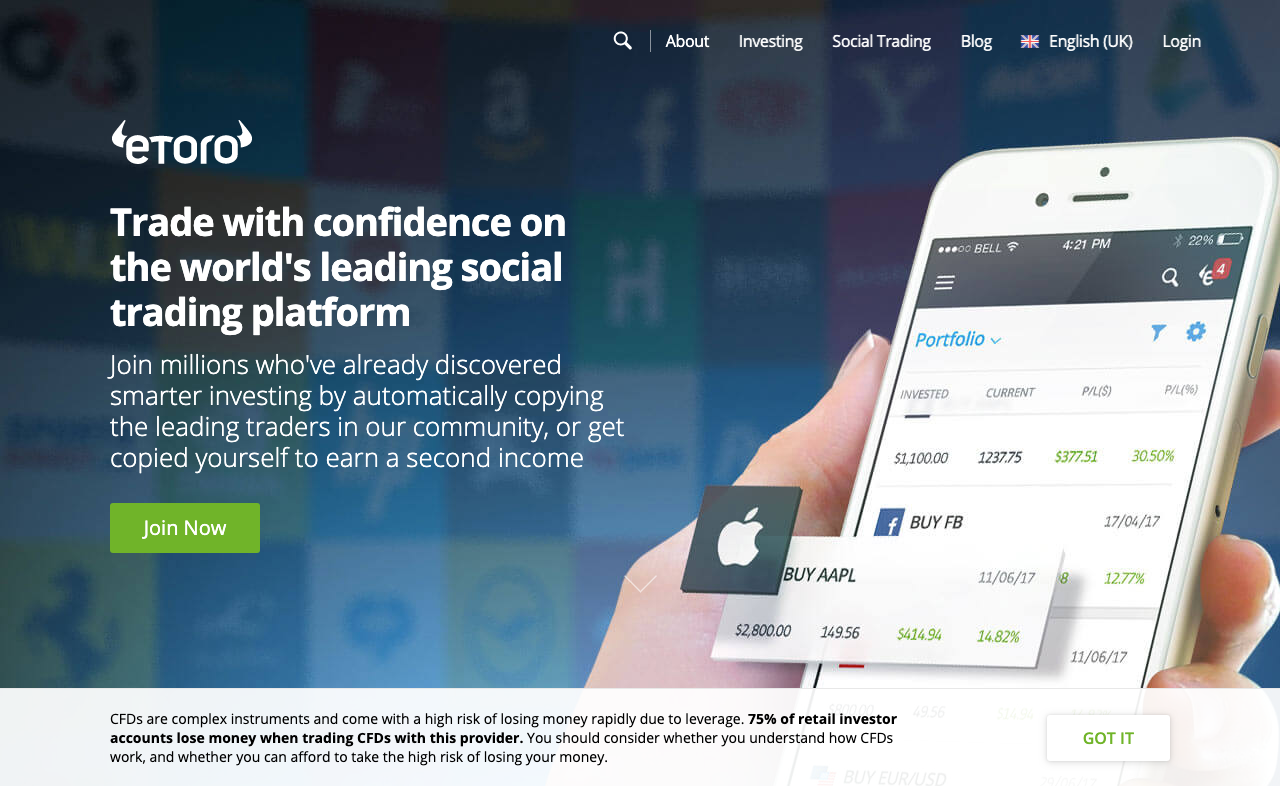 About
Investing
Social Trading
Blog
English (UK)
Login
eToro
Trade with confidence on
the world's leading social
trading platform
Join millions who've already discovered
smarter investing by automatically copying
the leading traders in our community, or get
copied yourself to earn a second income
Join Now
BELL
4:21 PM
22%
4
Portfolio
INVESTED CURRENT P/L($) P/L(%)
$1,100.00 1237.75 $377.51 30.50%
BUY FB 17/04/17
8 12.77%
BUY AAPL 11/06/17
$2,800.00 149.56 $414.94 14.82%
11/06/17
49.56
BUY EUR/USD
CFDs are complex instruments and come with a high risk of losing money rapidly due to leverage. 75% of retail investor
accounts lose money when trading CFDs with this provider. You should consider whether you understand how CFDs
work, and whether you can afford to take the high risk of losing your money.
GOT IT